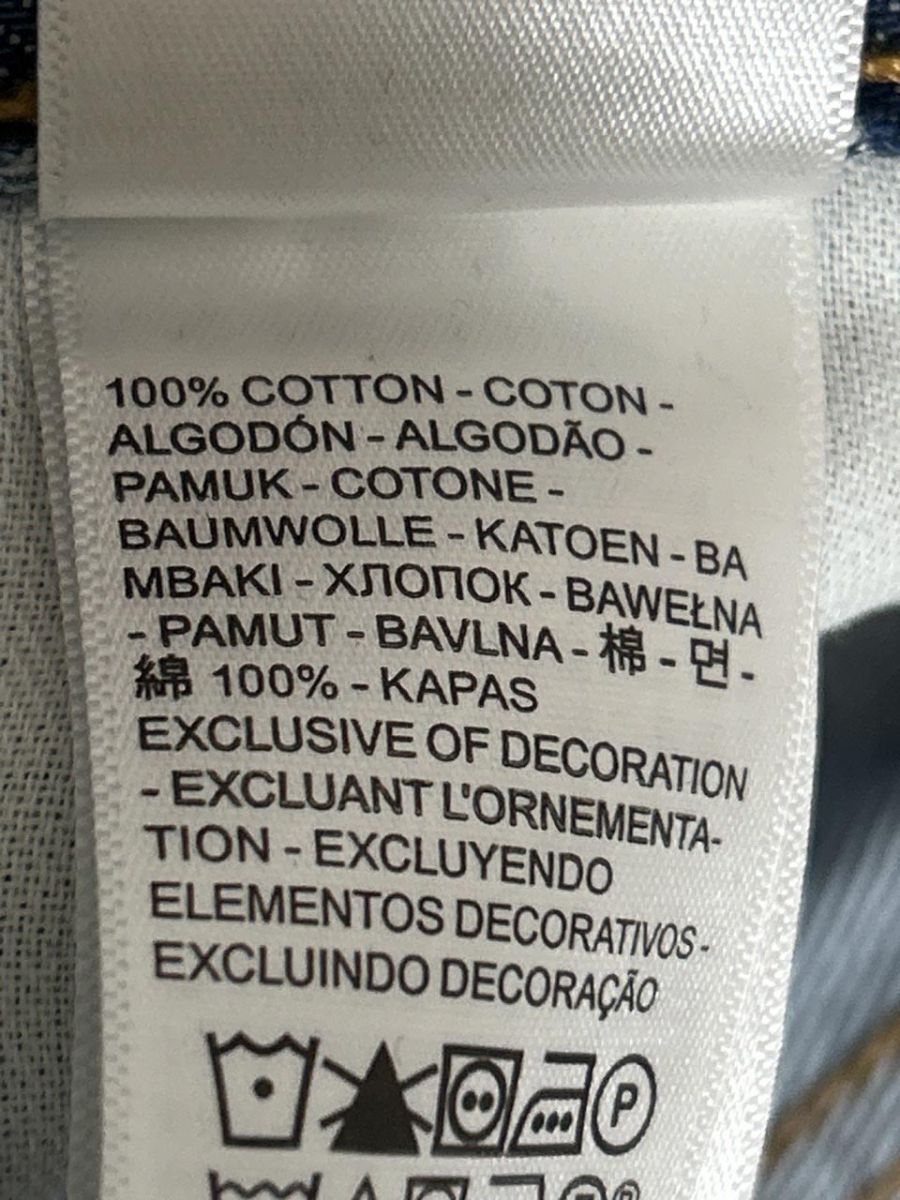 100% COTTON - COTON -
ALGODÓN - ALGODÃO -
PAMUK - COTONE -
BAUMWOLLE - KATOEN - BA
MBAKI - ХЛОПОК - BAWEŁNA
- PAMUT - BAVLNA - 棉 - 면 -
綿 100% - KAPAS
EXCLUSIVE OF DECORATION
- EXCLUANT L'ORNEMENTA-
TION - EXCLUYENDO
ELEMENTOS DECORATIVOS -
EXCLUINDO DECORAÇÃO
P